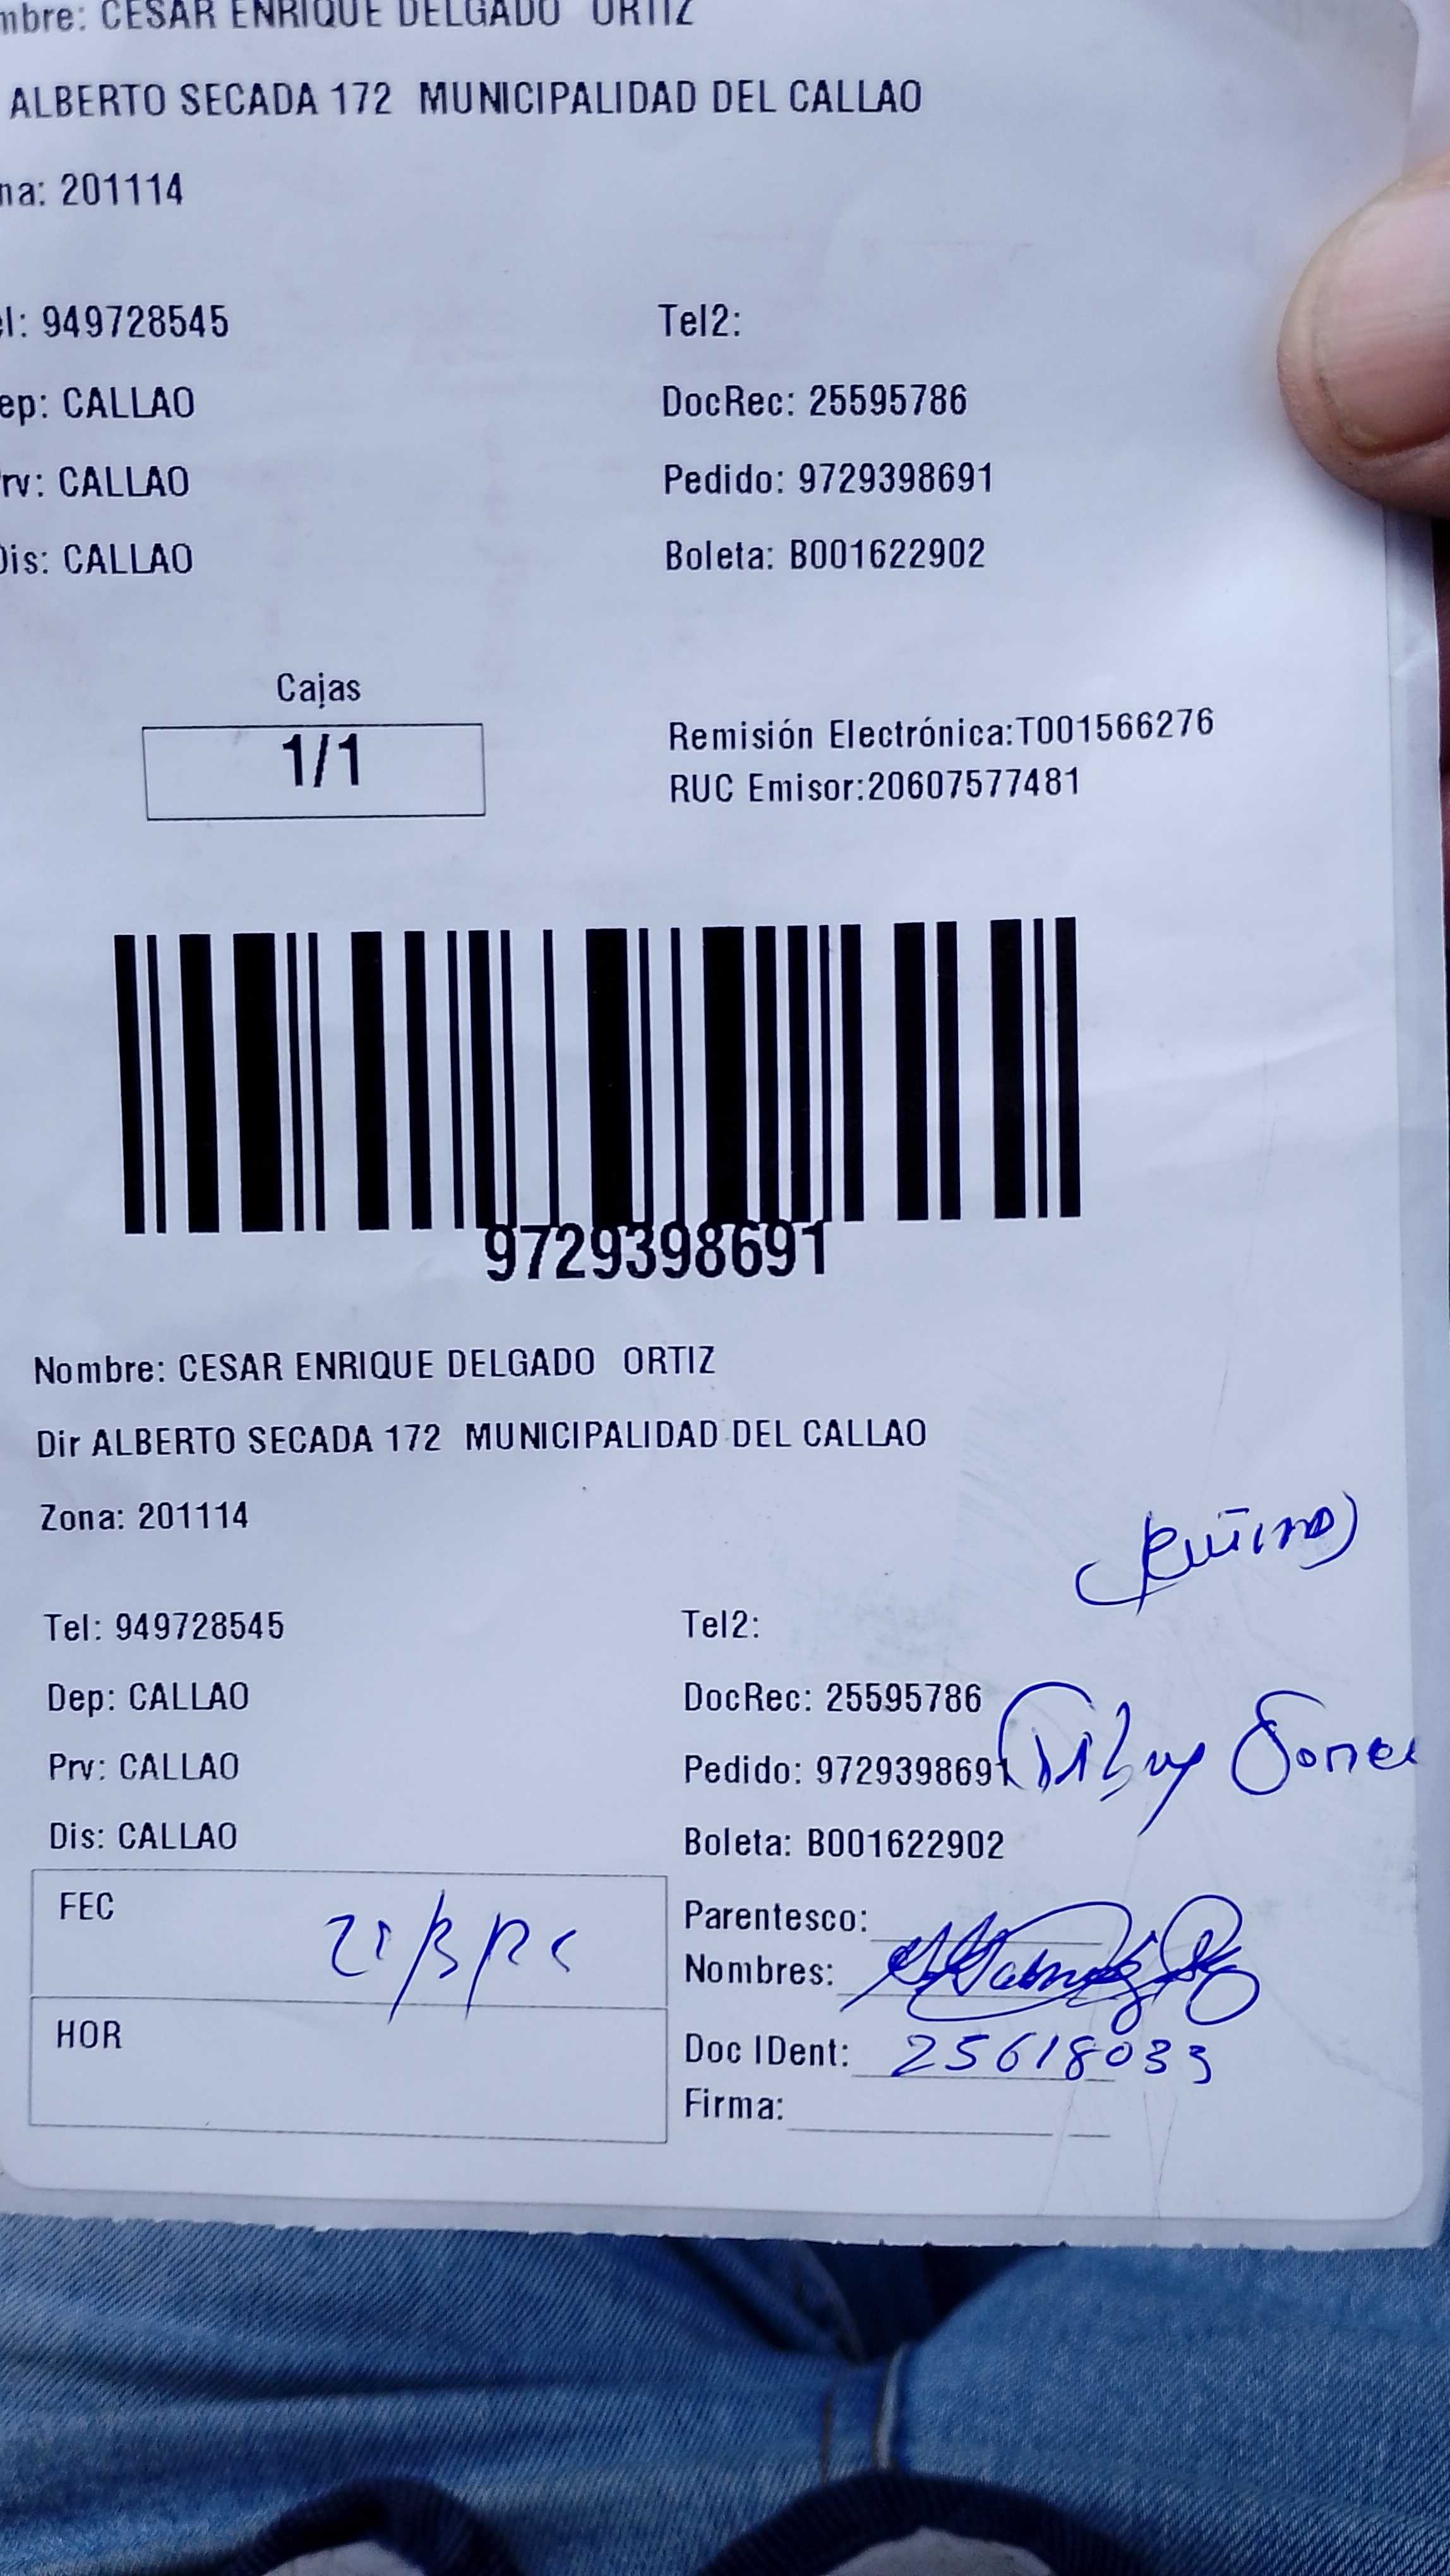 mbre: CESAR ENRIQUE DELGADO ORTIZ
ALBERTO SECADA 172 MUNICIPALIDAD DEL CALLAO
na: 201114
el: 949728545 Tel2:
ep: CALLAO DocRec: 25595786
rv: CALLAO Pedido: 9729398691
Dis: CALLAO Boleta: B001622902
Cajas
1/1
Remisión Electrónica:T001566276
RUC Emisor:20607577481
9729398691
Nombre: CESAR ENRIQUE DELGADO ORTIZ
Dir ALBERTO SECADA 172 MUNICIPALIDAD DEL CALLAO
Zona: 201114
Tel: 949728545 Tel2:
Dep: CALLAO DocRec: 25595786
Prv: CALLAO Pedido: 9729398691
Dis: CALLAO Boleta: B001622902
FEC
HOR
Parentesco:
Nombres:
Doc IDent: 25618033
Firma: